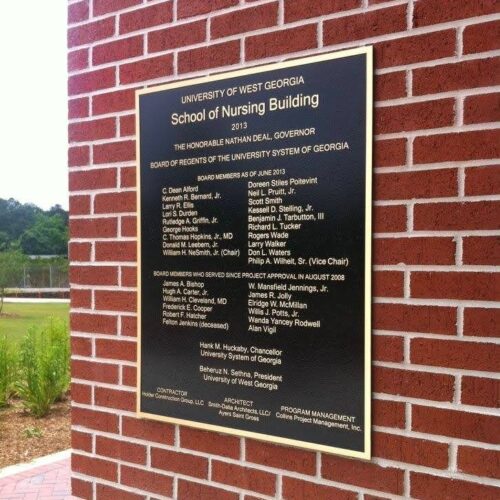 UNIVERSITY OF WEST GEORGIA
School of Nursing Building
2013
THE HONORABLE NATHAN DEAL, GOVERNOR
BOARD OF REGENTS OF THE UNIVERSITY SYSTEM OF GEORGIA
BOARD MEMBERS AS OF JUNE 2013
C. Dean Alford
Kenneth R. Bernard, Jr.
Larry R. Ellis
Lori S. Durden
Rutledge A. Griffin, Jr.
George Hooks
C. Thomas Hopkins, Jr., MD
Donald M. Leebern, Jr.
William H. NeSmith, Jr. (Chair)
Doreen Stiles Poitevint
Neil L. Pruitt, Jr.
Scott Smith
Kessell D. Stelling, Jr.
Benjamin J. Tarbutton, III
Richard L. Tucker
Rogers Wade
Larry Walker
Don L. Waters
Philip A. Wilheit, Sr. (Vice Chair)
BOARD MEMBERS WHO SERVED SINCE PROJECT APPROVAL IN AUGUST 2008
James A. Bishop
Hugh A. Carter, Jr.
William H. Cleveland, MD
Frederick E. Cooper
Robert F. Hatcher
Felton Jenkins (deceased)
W. Mansfield Jennings, Jr.
James R. Jolly
Elridge W. McMillan
Willis J. Potts, Jr.
Wanda Yancey Rodwell
Alan Vigil
Hank M. Huckaby, Chancellor
University System of Georgia
Beheruz N. Sethna, President
University of West Georgia
CONTRACTOR
Holder Construction Group, LLC
ARCHITECT
Smith-Dalia Architects, LLC/
Ayers Saint Gross
PROGRAM MANAGEMENT
Collins Project Management, Inc.